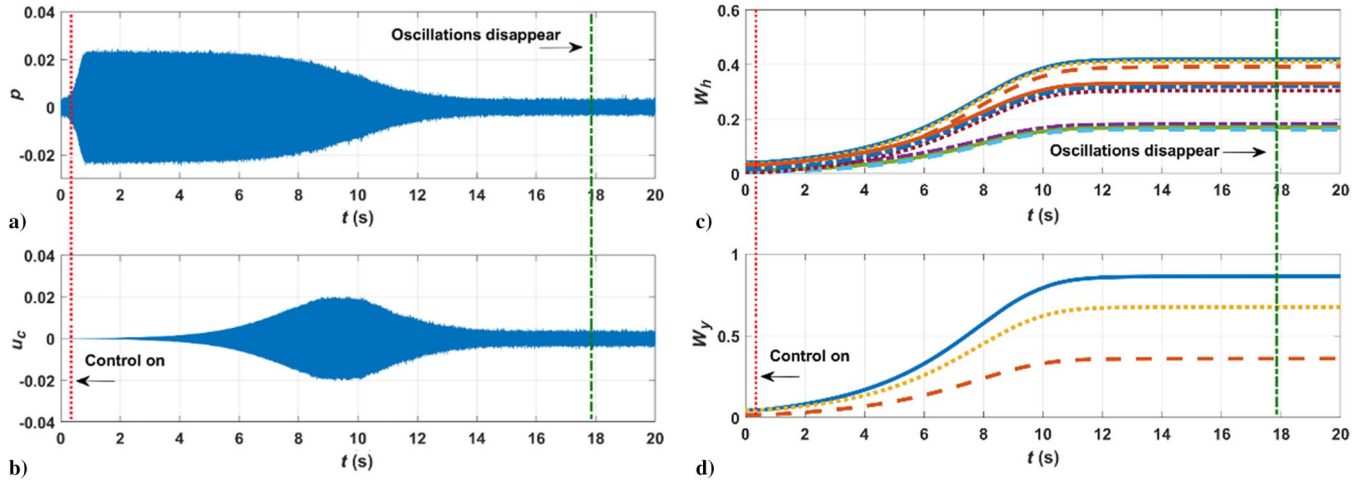 0.04
0.02
0
-0.02
p
Oscillations disappear
0 2 4 6 8 10 12 14 16 18 20
t (s)
a)
0.04
0.02
0
-0.02
-0.04
u_c
Control on
0 2 4 6 8 10 12 14 16 18 20
t (s)
b)
0.6
0.4
0.2
0
W_h
Oscillations disappear
0 2 4 6 8 10 12 14 16 18 20
t (s)
c)
1
0.5
0
W_y
Control on
0 2 4 6 8 10 12 14 16 18 20
t (s)
d)